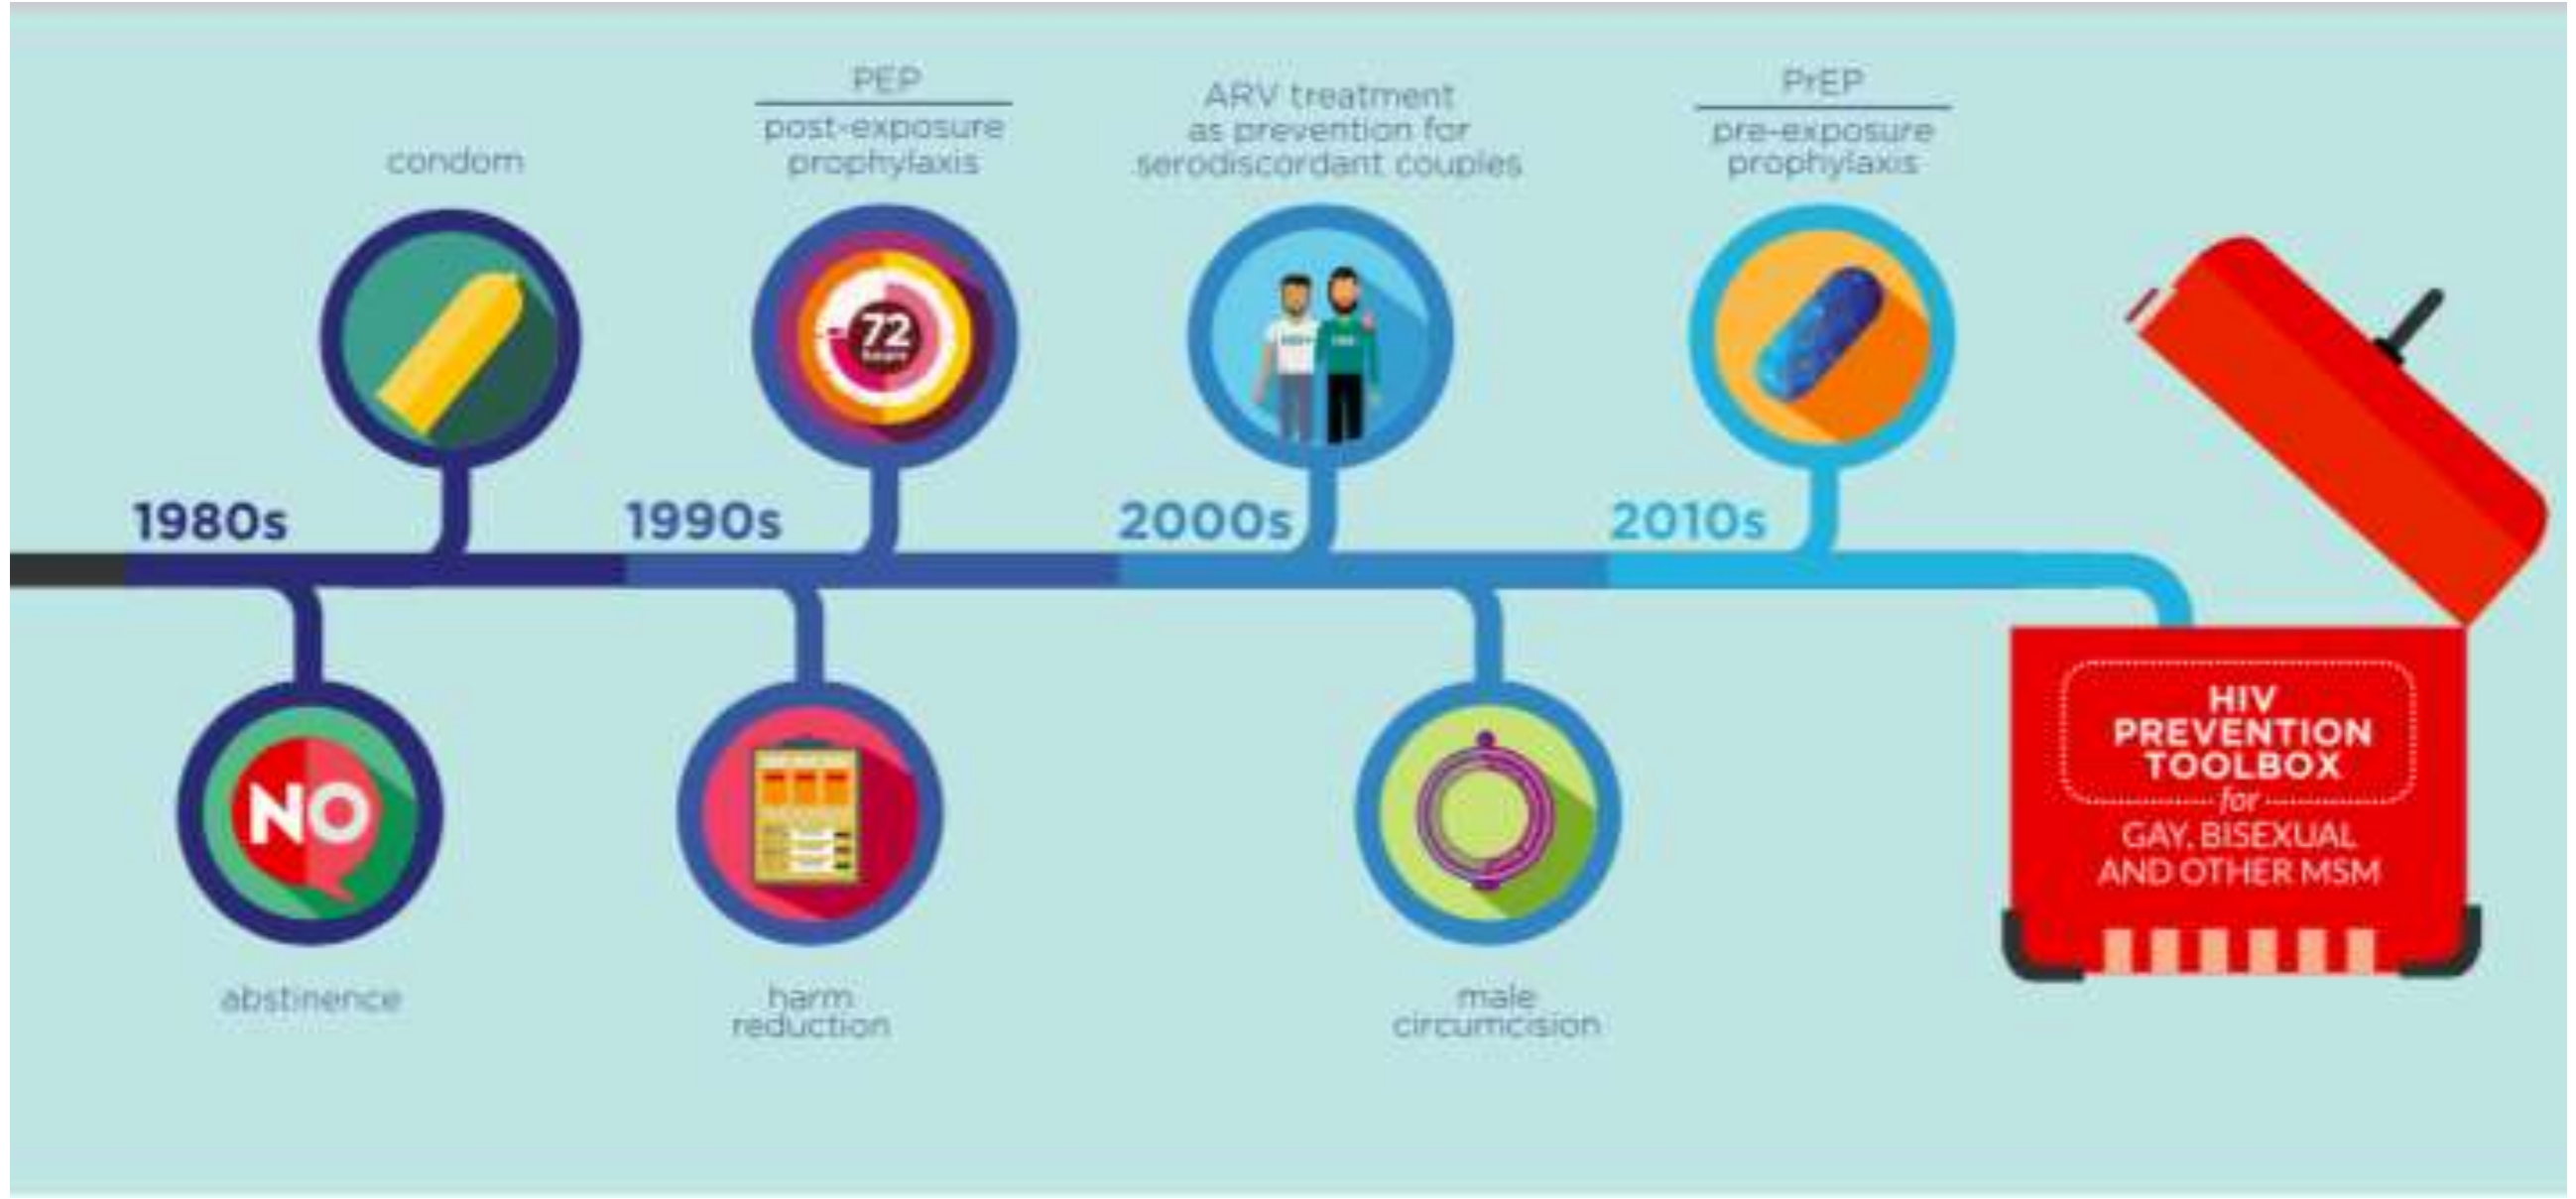 condom
PEP
post-exposure
prophylaxis
ARV treatment
as prevention for
serodiscordant couples
PrEP
pre-exposure
prophylaxis
72
1980s
1990s
2000s
2010s
NO
abstinence
harm
reduction
male
circumcision
HIV
PREVENTION
TOOLBOX
for
GAY, BISEXUAL
AND OTHER MSM